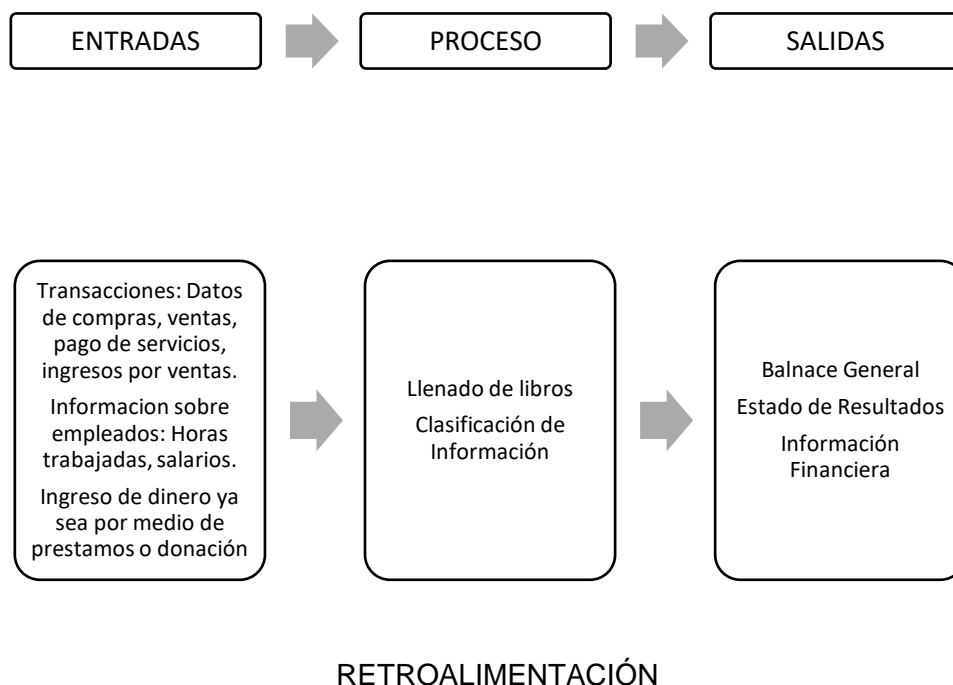 ENTRADAS
PROCESO
SALIDAS
Transacciones: Datos
de compras, ventas,
pago de servicios,
ingresos por ventas.
Informacion sobre
empleados: Horas
trabajadas, salarios.
Ingreso de dinero ya
sea por medio de
prestamos o donación
Llenado de libros
Clasificación de
Información
Balnace General
Estado de Resultados
Información
Financiera
RETROALIMENTACIÓN